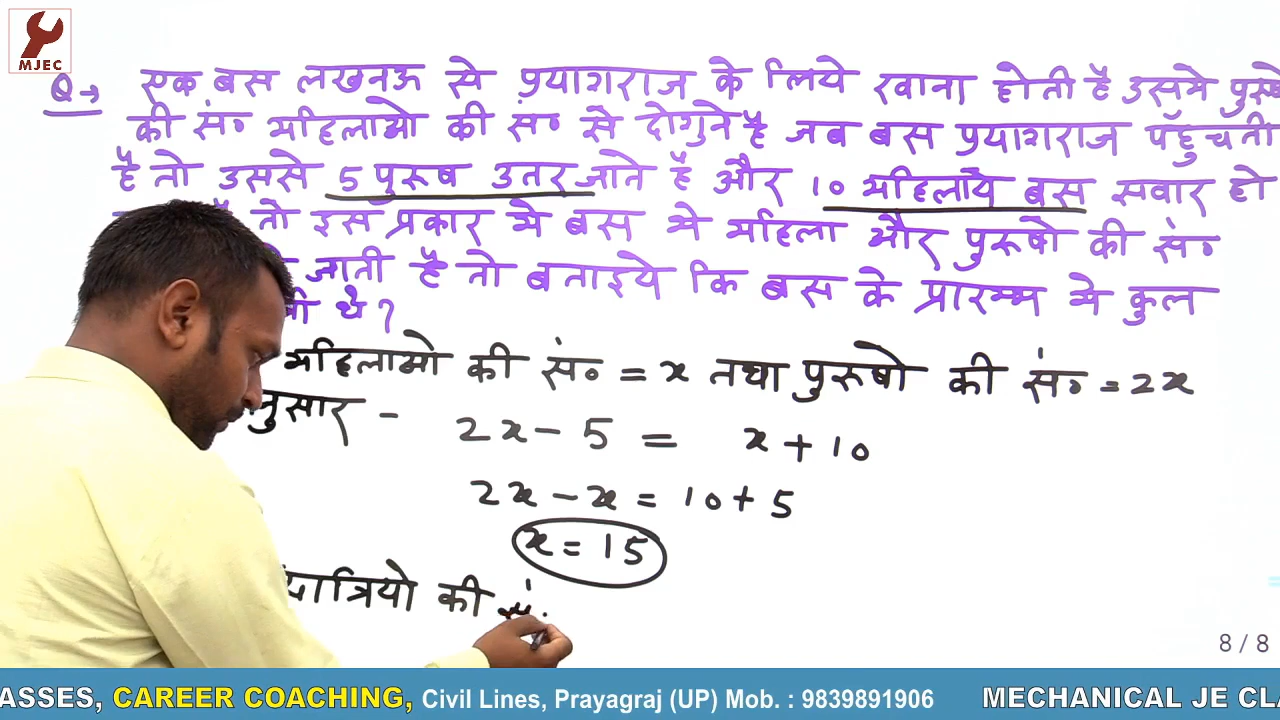 MJEC
Q→ एक बस लखनऊ से प्रयागराज के लिये रवाना होती है उसमे
की सं० महिलाओ की सं० से दोगुने है जब बस प्रयागराज पहुँचती
है तो उससे 5 पुरूष उतर जाते है और 10 महिलाये बस सवार हो
तो इस प्रकार मे बस मे महिला और पुरूषो की सं०
जाती है तो बताइये कि बस के प्रारम्भ मे कुल
थे ?
महिलाओ की सं० = x तथा पुरूषो की सं० = 2x
नुसार - 2x - 5 = x + 10
2x - x = 10 + 5
x = 15
यात्रियो की सं
8 / 8
ASSES, CAREER COACHING, Civil Lines, Prayagraj (UP) Mob. : 9839891906 MECHANICAL JE CL